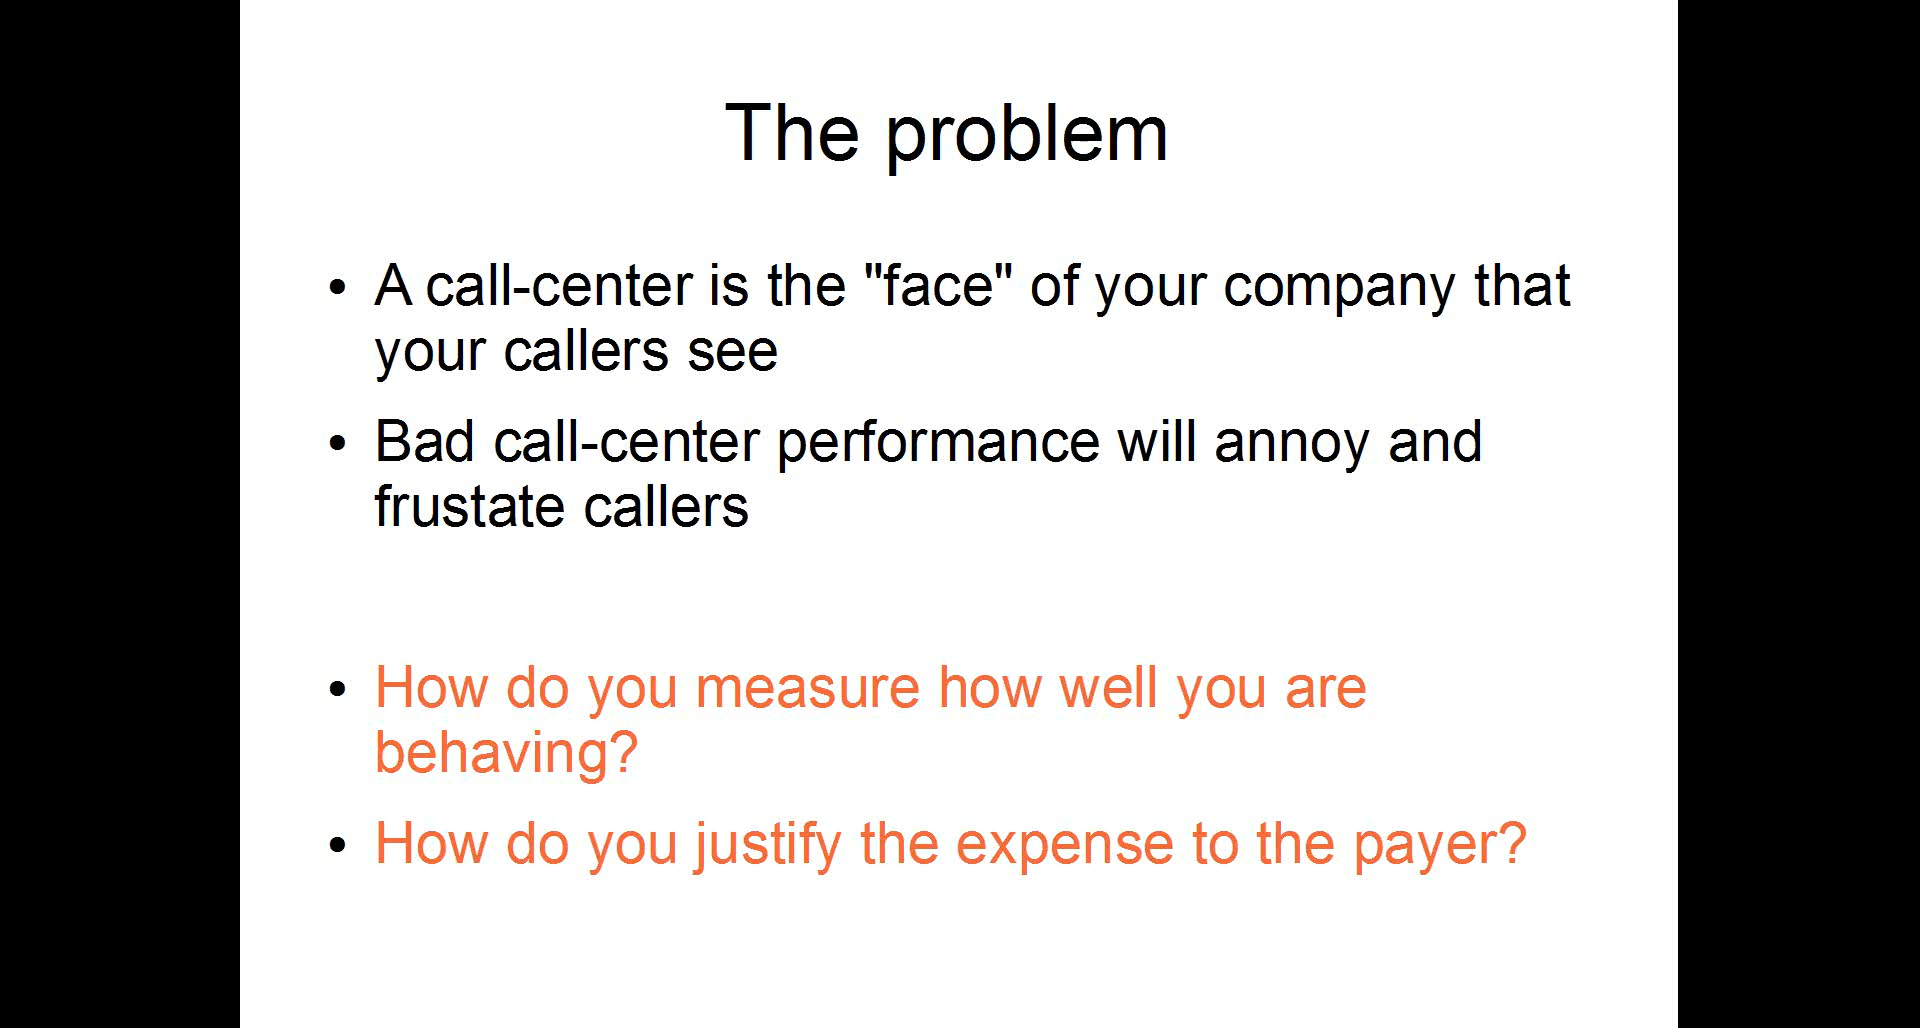 The problem
• A call-center is the "face" of your company that
your callers see
• Bad call-center performance will annoy and
frustate callers
• How do you measure how well you are
behaving?
• How do you justify the expense to the payer?